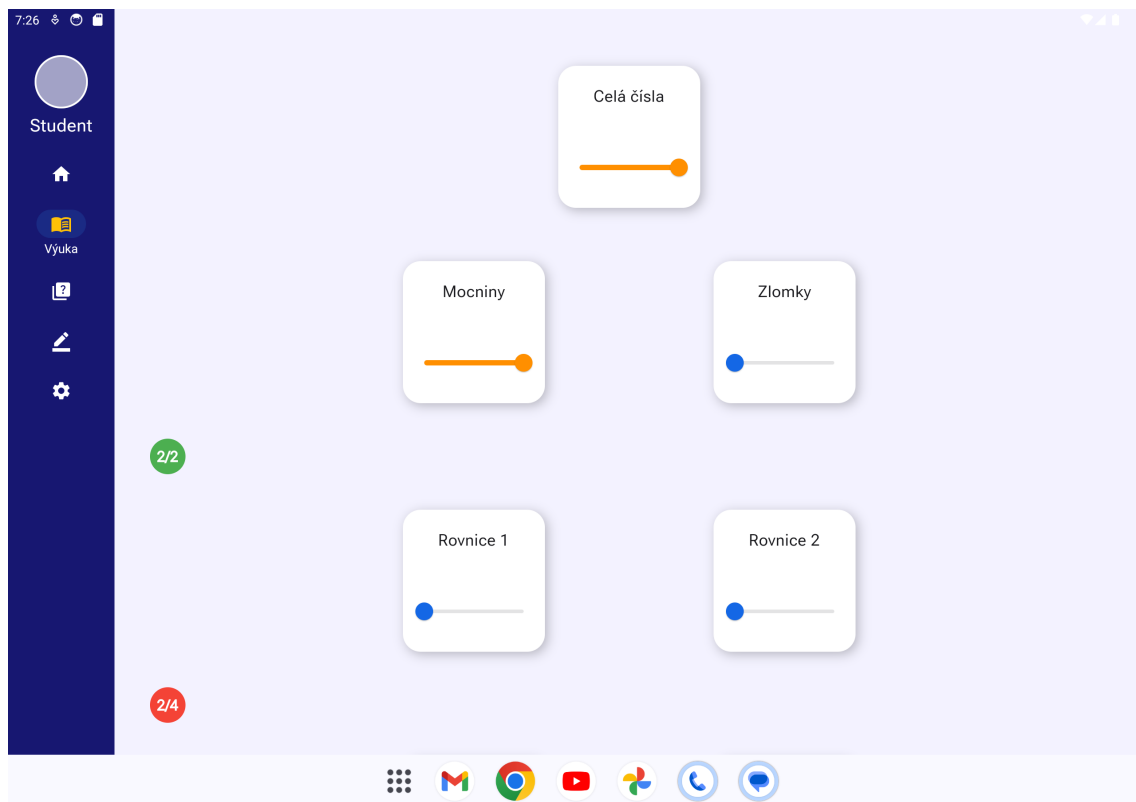 7:26
Student
Výuka
Celá čísla
Mocniny
Zlomky
2/2
Rovnice 1
Rovnice 2
2/4